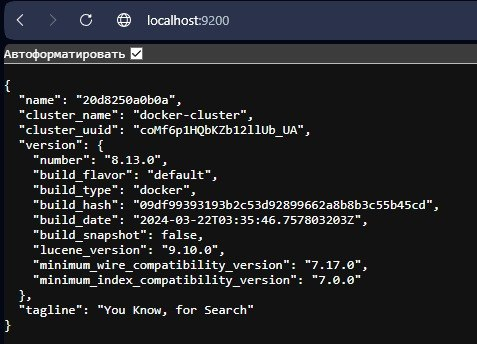 localhost:9200
Автоформатировать
{
  "name": "20d8250a0b0a",
  "cluster_name": "docker-cluster",
  "cluster_uuid": "coMf6p1HQbKZb12llUb_UA",
  "version": {
    "number": "8.13.0",
    "build_flavor": "default",
    "build_type": "docker",
    "build_hash": "09df99393193b2c53d92899662a8b8b3c55b45cd",
    "build_date": "2024-03-22T03:35:46.757803203Z",
    "build_snapshot": false,
    "lucene_version": "9.10.0",
    "minimum_wire_compatibility_version": "7.17.0",
    "minimum_index_compatibility_version": "7.0.0"
  },
  "tagline": "You Know, for Search"
}